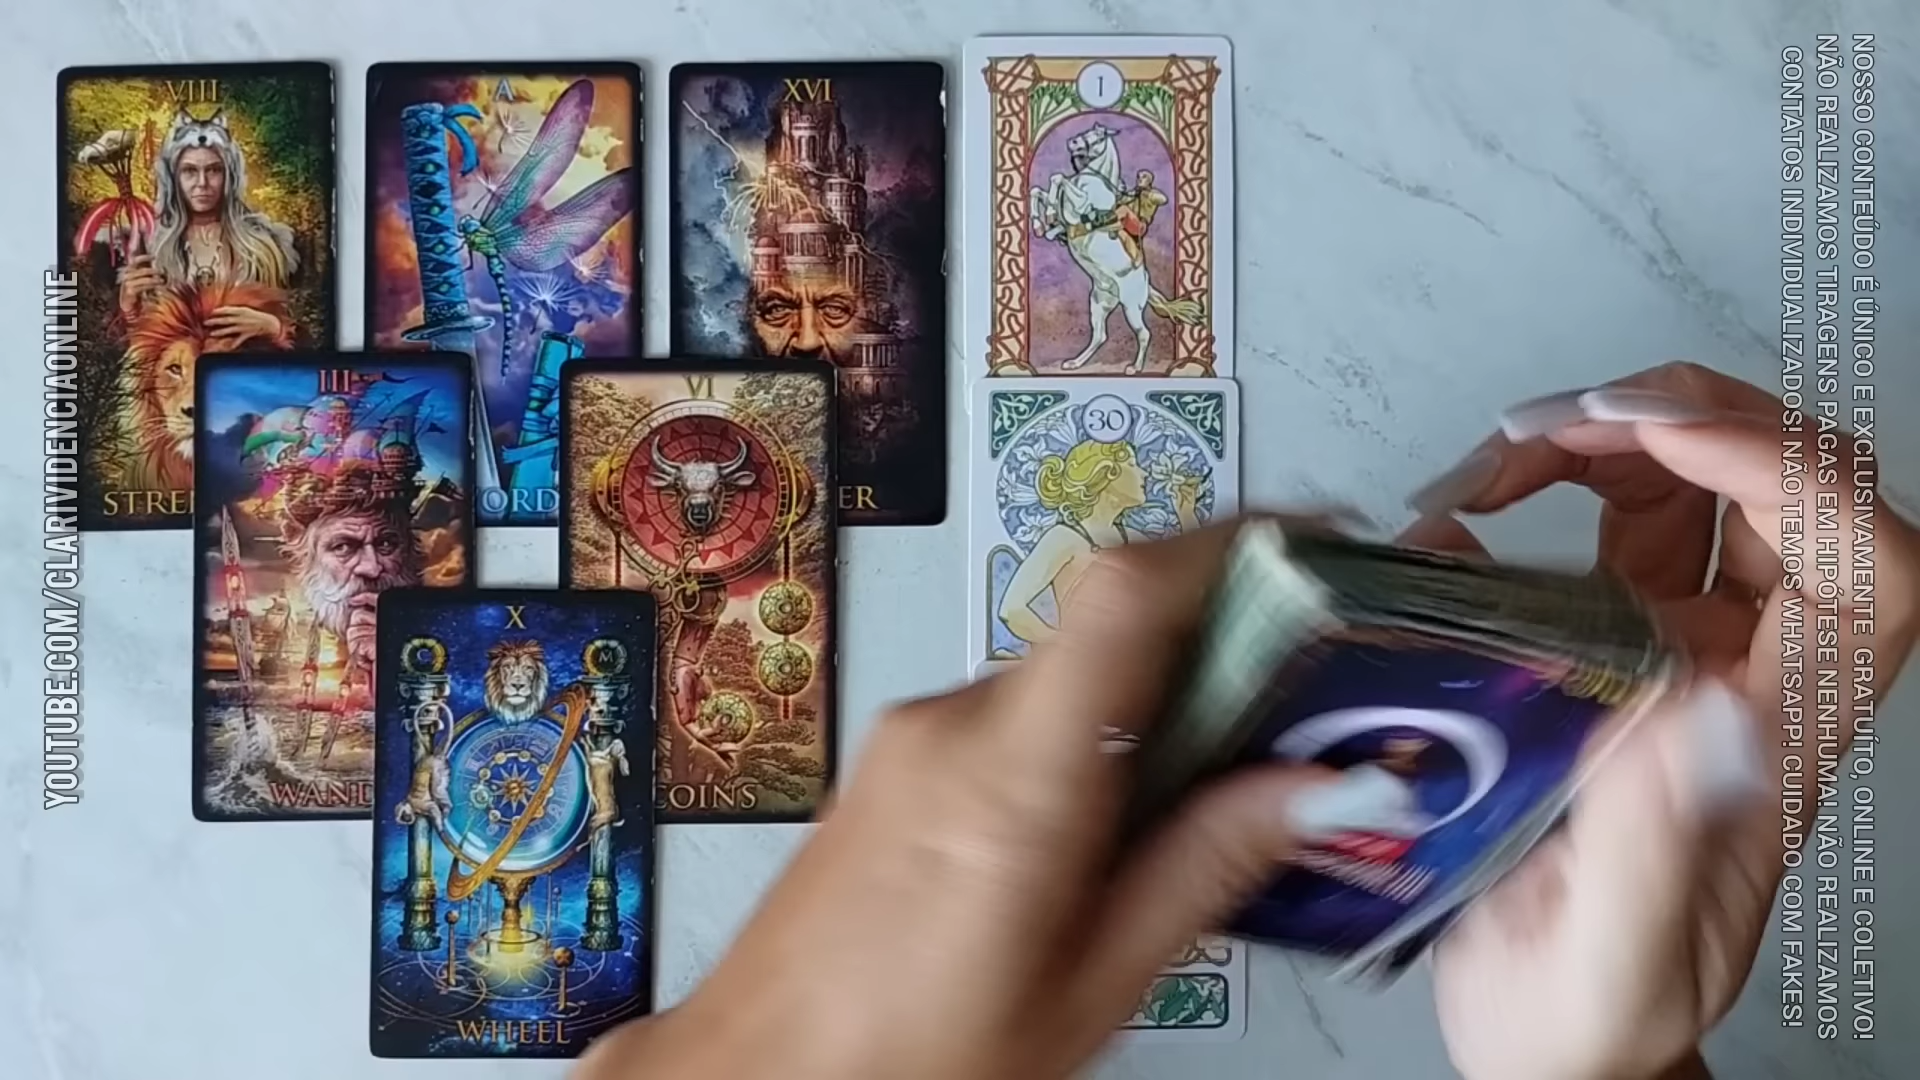 YOUTUBE.COM/CLARIVIDENCIAONLINE
VIII
A
XVI
1
30
STRE
ORD
ER
III
VI
WAND
COINS
X
C
M
WHEEL
NOSSO CONTEÚDO É ÚNICO E EXCLUSIVAMENTE GRATUÍTO, ONLINE E COLETIVO!
NÃO REALIZAMOS TIRAGENS PAGAS EM HIPÓTESE NENHUMA! NÃO REALIZAMOS
CONTATOS INDIVIDUALIZADOS! NÃO TEMOS WHATSAPP! CUIDADO COM FAKES!